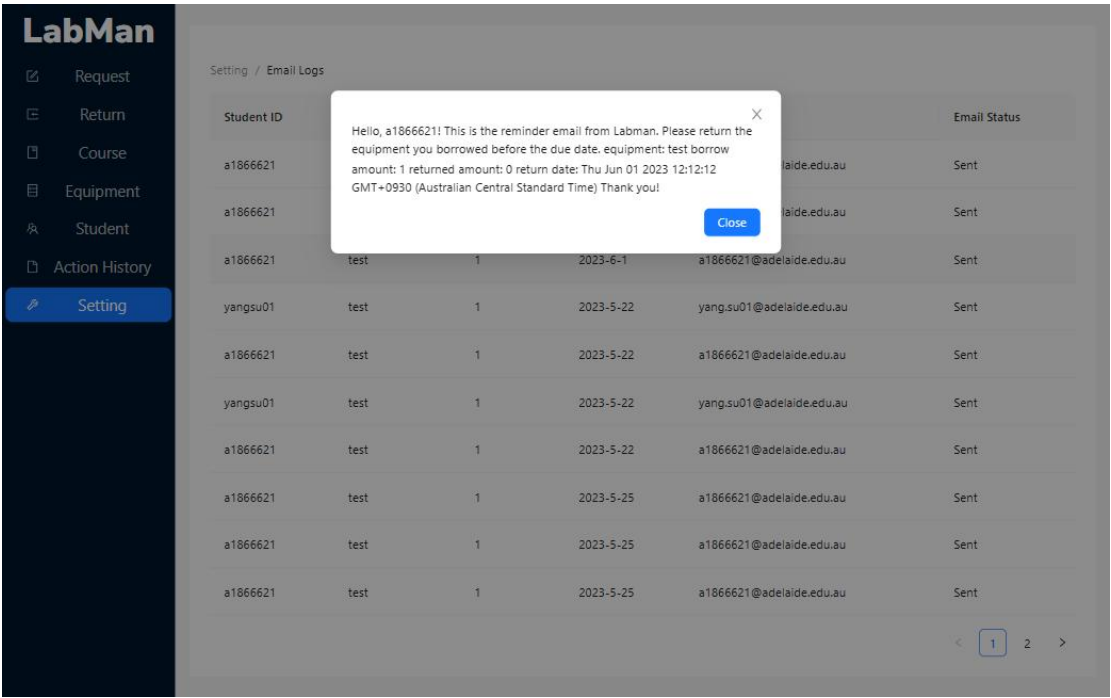 LabMan
Request
Return
Course
Equipment
Student
Action History
Setting
Setting / Email Logs
Student ID Email Status
Hello, a1866621! This is the reminder email from Labman. Please return the
equipment you borrowed before the due date. equipment: test borrow
amount: 1 returned amount: 0 return date: Thu Jun 01 2023 12:12:12
GMT+0930 (Australian Central Standard Time) Thank you!
Close
a1866621 laide.edu.au Sent
a1866621 laide.edu.au Sent
a1866621 test 1 2023-6-1 a1866621@adelaide.edu.au Sent
yangsu01 test 1 2023-5-22 yang.su01@adelaide.edu.au Sent
a1866621 test 1 2023-5-22 a1866621@adelaide.edu.au Sent
yangsu01 test 1 2023-5-22 yang.su01@adelaide.edu.au Sent
a1866621 test 1 2023-5-22 a1866621@adelaide.edu.au Sent
a1866621 test 1 2023-5-25 a1866621@adelaide.edu.au Sent
a1866621 test 1 2023-5-25 a1866621@adelaide.edu.au Sent
a1866621 test 1 2023-5-25 a1866621@adelaide.edu.au Sent
< 1 2 >